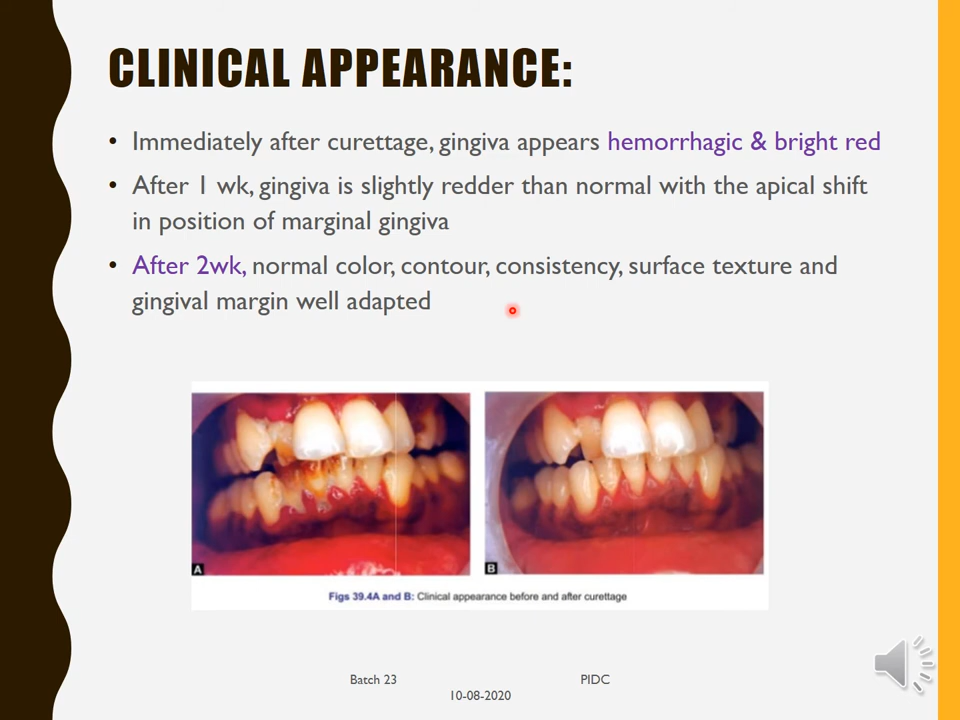 CLINICAL APPEARANCE:
• Immediately after curettage, gingiva appears hemorrhagic & bright red
• After 1 wk, gingiva is slightly redder than normal with the apical shift
in position of marginal gingiva
• After 2wk, normal color, contour, consistency, surface texture and
gingival margin well adapted
A
B
Figs 39.4A and B: Clinical appearance before and after curettage
Batch 23
PIDC
10-08-2020